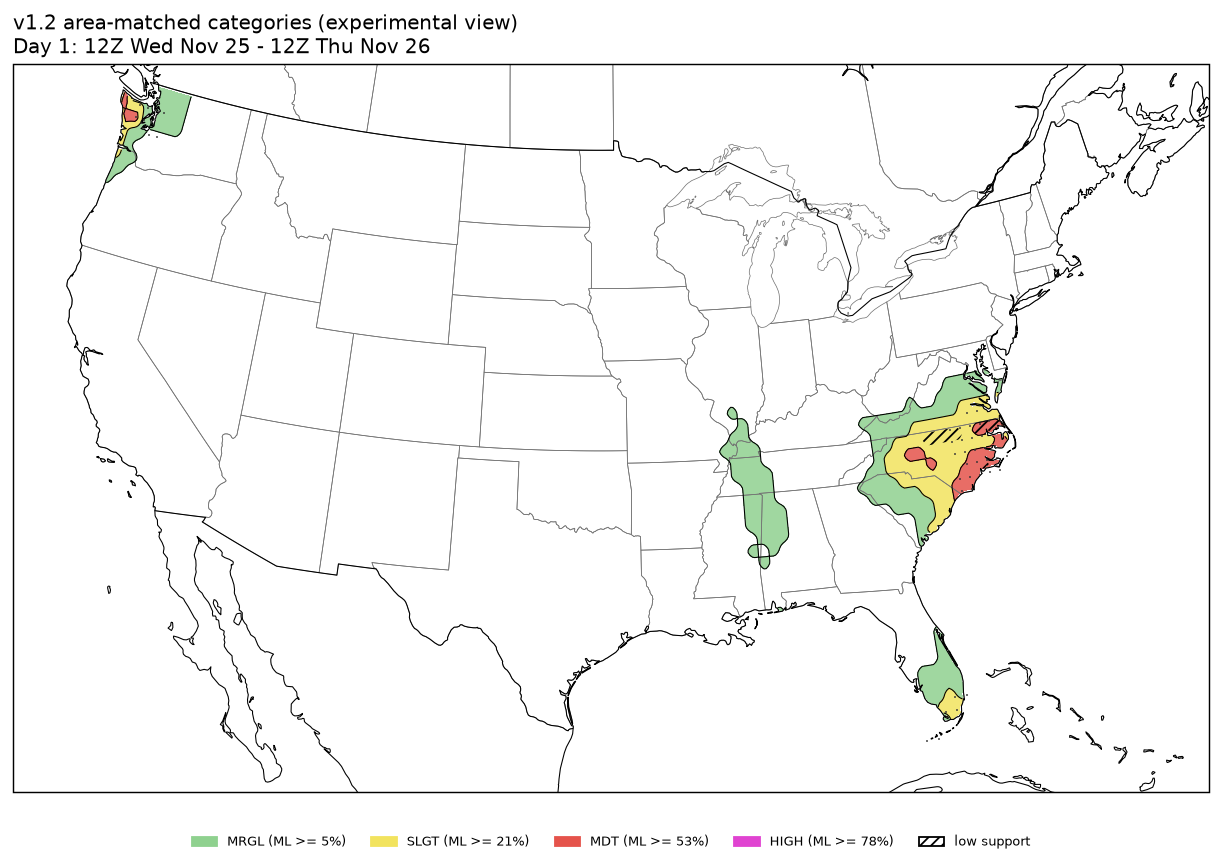 v1.2 area-matched categories (experimental view)
Day 1: 12Z Wed Nov 25 - 12Z Thu Nov 26
MRGL (ML >= 5%)
SLGT (ML >= 21%)
MDT (ML >= 53%)
HIGH (ML >= 78%)
low support